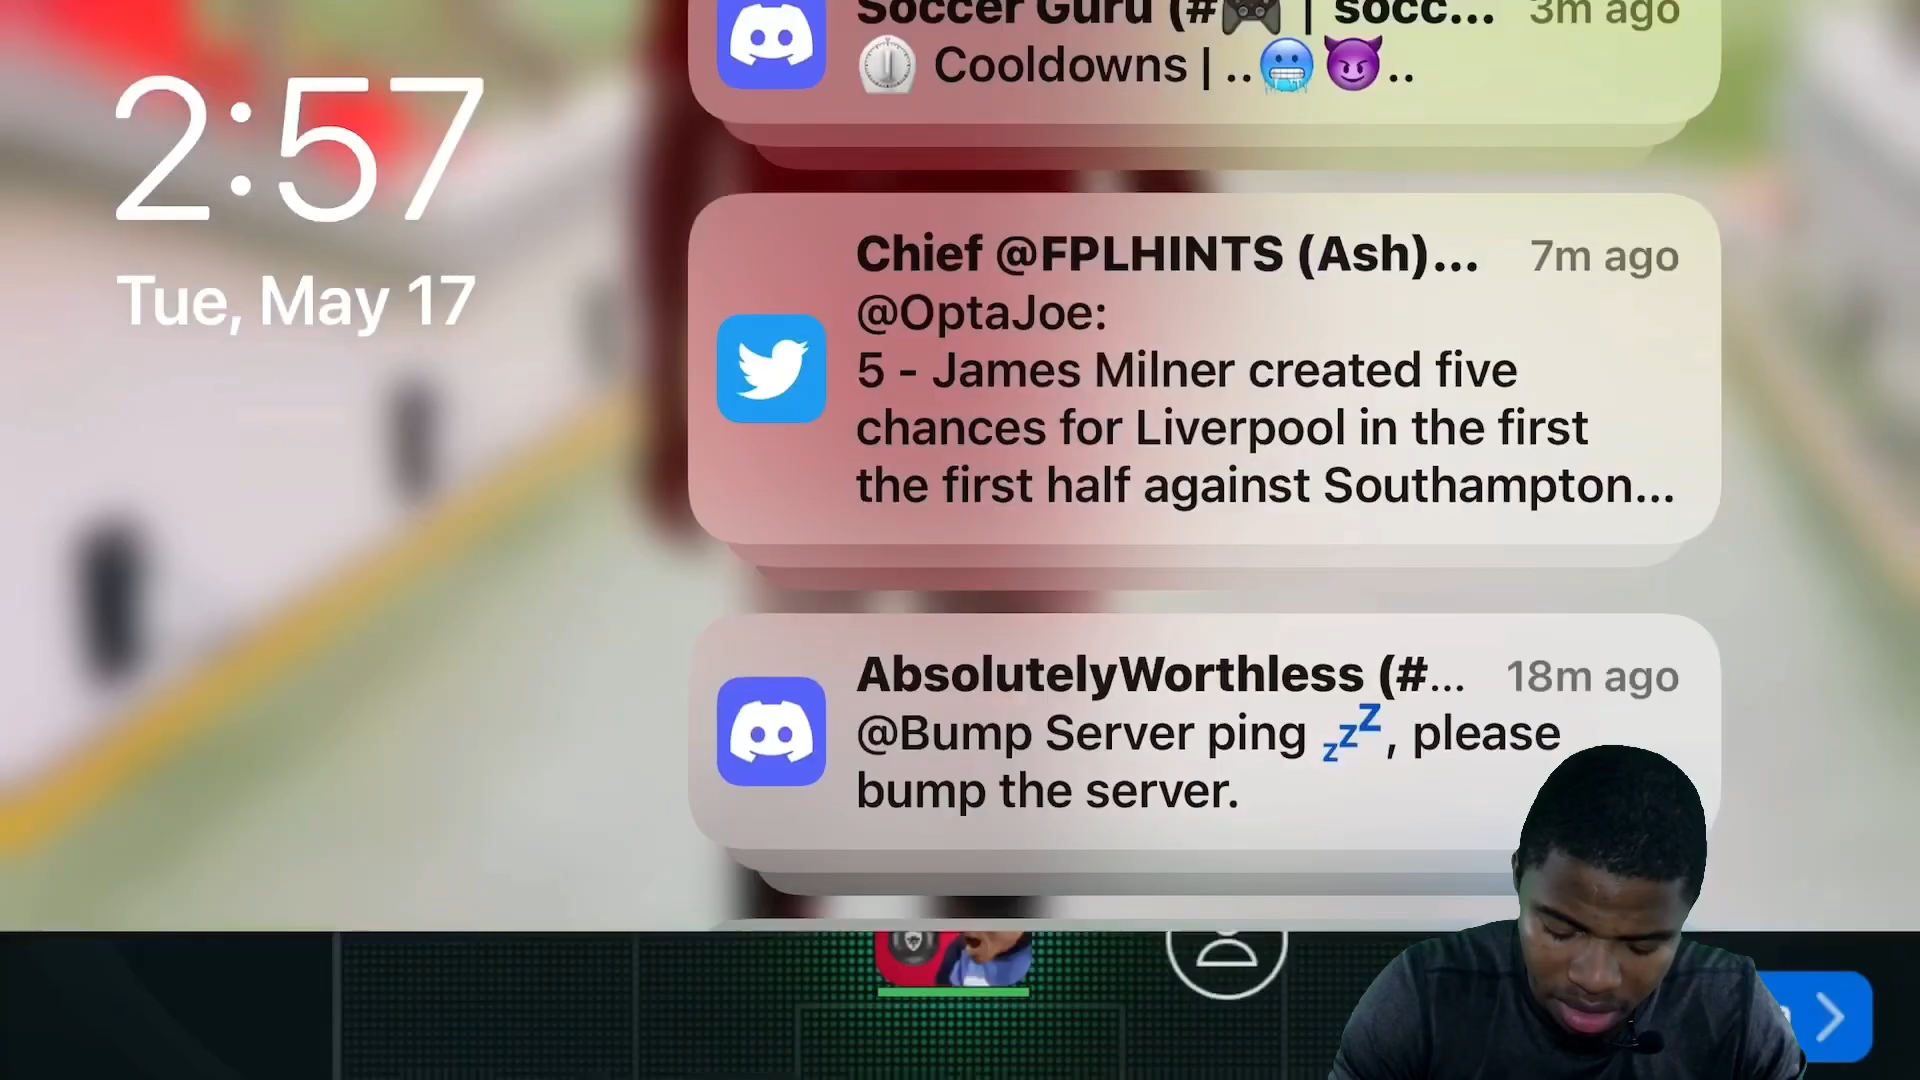 Soccer Guru (#🎮 | socc... 3m ago
⏲️ Cooldowns | ..🥶😈..
2:57
Tue, May 17
Chief @FPLHINTS (Ash)... 7m ago
@OptaJoe:
5 - James Milner created five
chances for Liverpool in the first
the first half against Southampton...
AbsolutelyWorthless (#... 18m ago
@Bump Server ping 💤, please
bump the server.